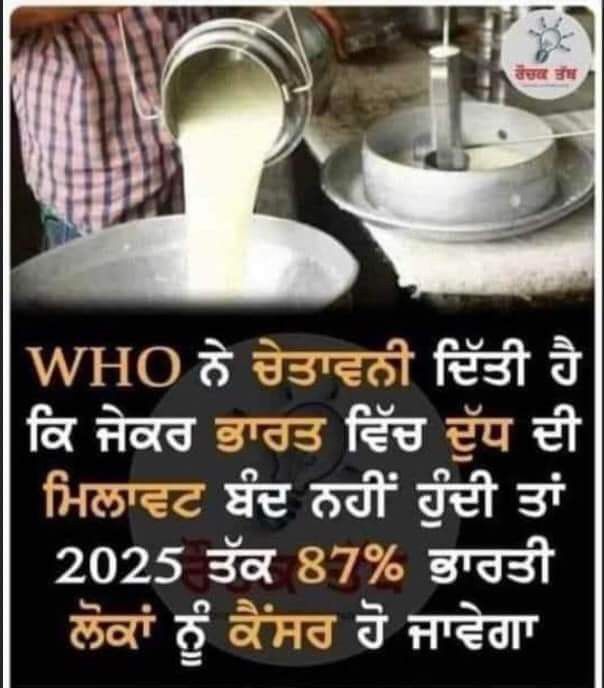 ਰੌਚਕ ਤੱਥ
WHO ਨੇ ਚੇਤਾਵਨੀ ਦਿੱਤੀ ਹੈ
ਕਿ ਜੇਕਰ ਭਾਰਤ ਵਿੱਚ ਦੁੱਧ ਦੀ
ਮਿਲਾਵਟ ਬੰਦ ਨਹੀਂ ਹੁੰਦੀ ਤਾਂ
2025 ਤੱਕ 87% ਭਾਰਤੀ
ਲੋਕਾਂ ਨੂੰ ਕੈਂਸਰ ਹੋ ਜਾਵੇਗਾ